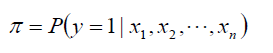 π = P(y = 1 | x₁, x₂, ⋯, xₙ)